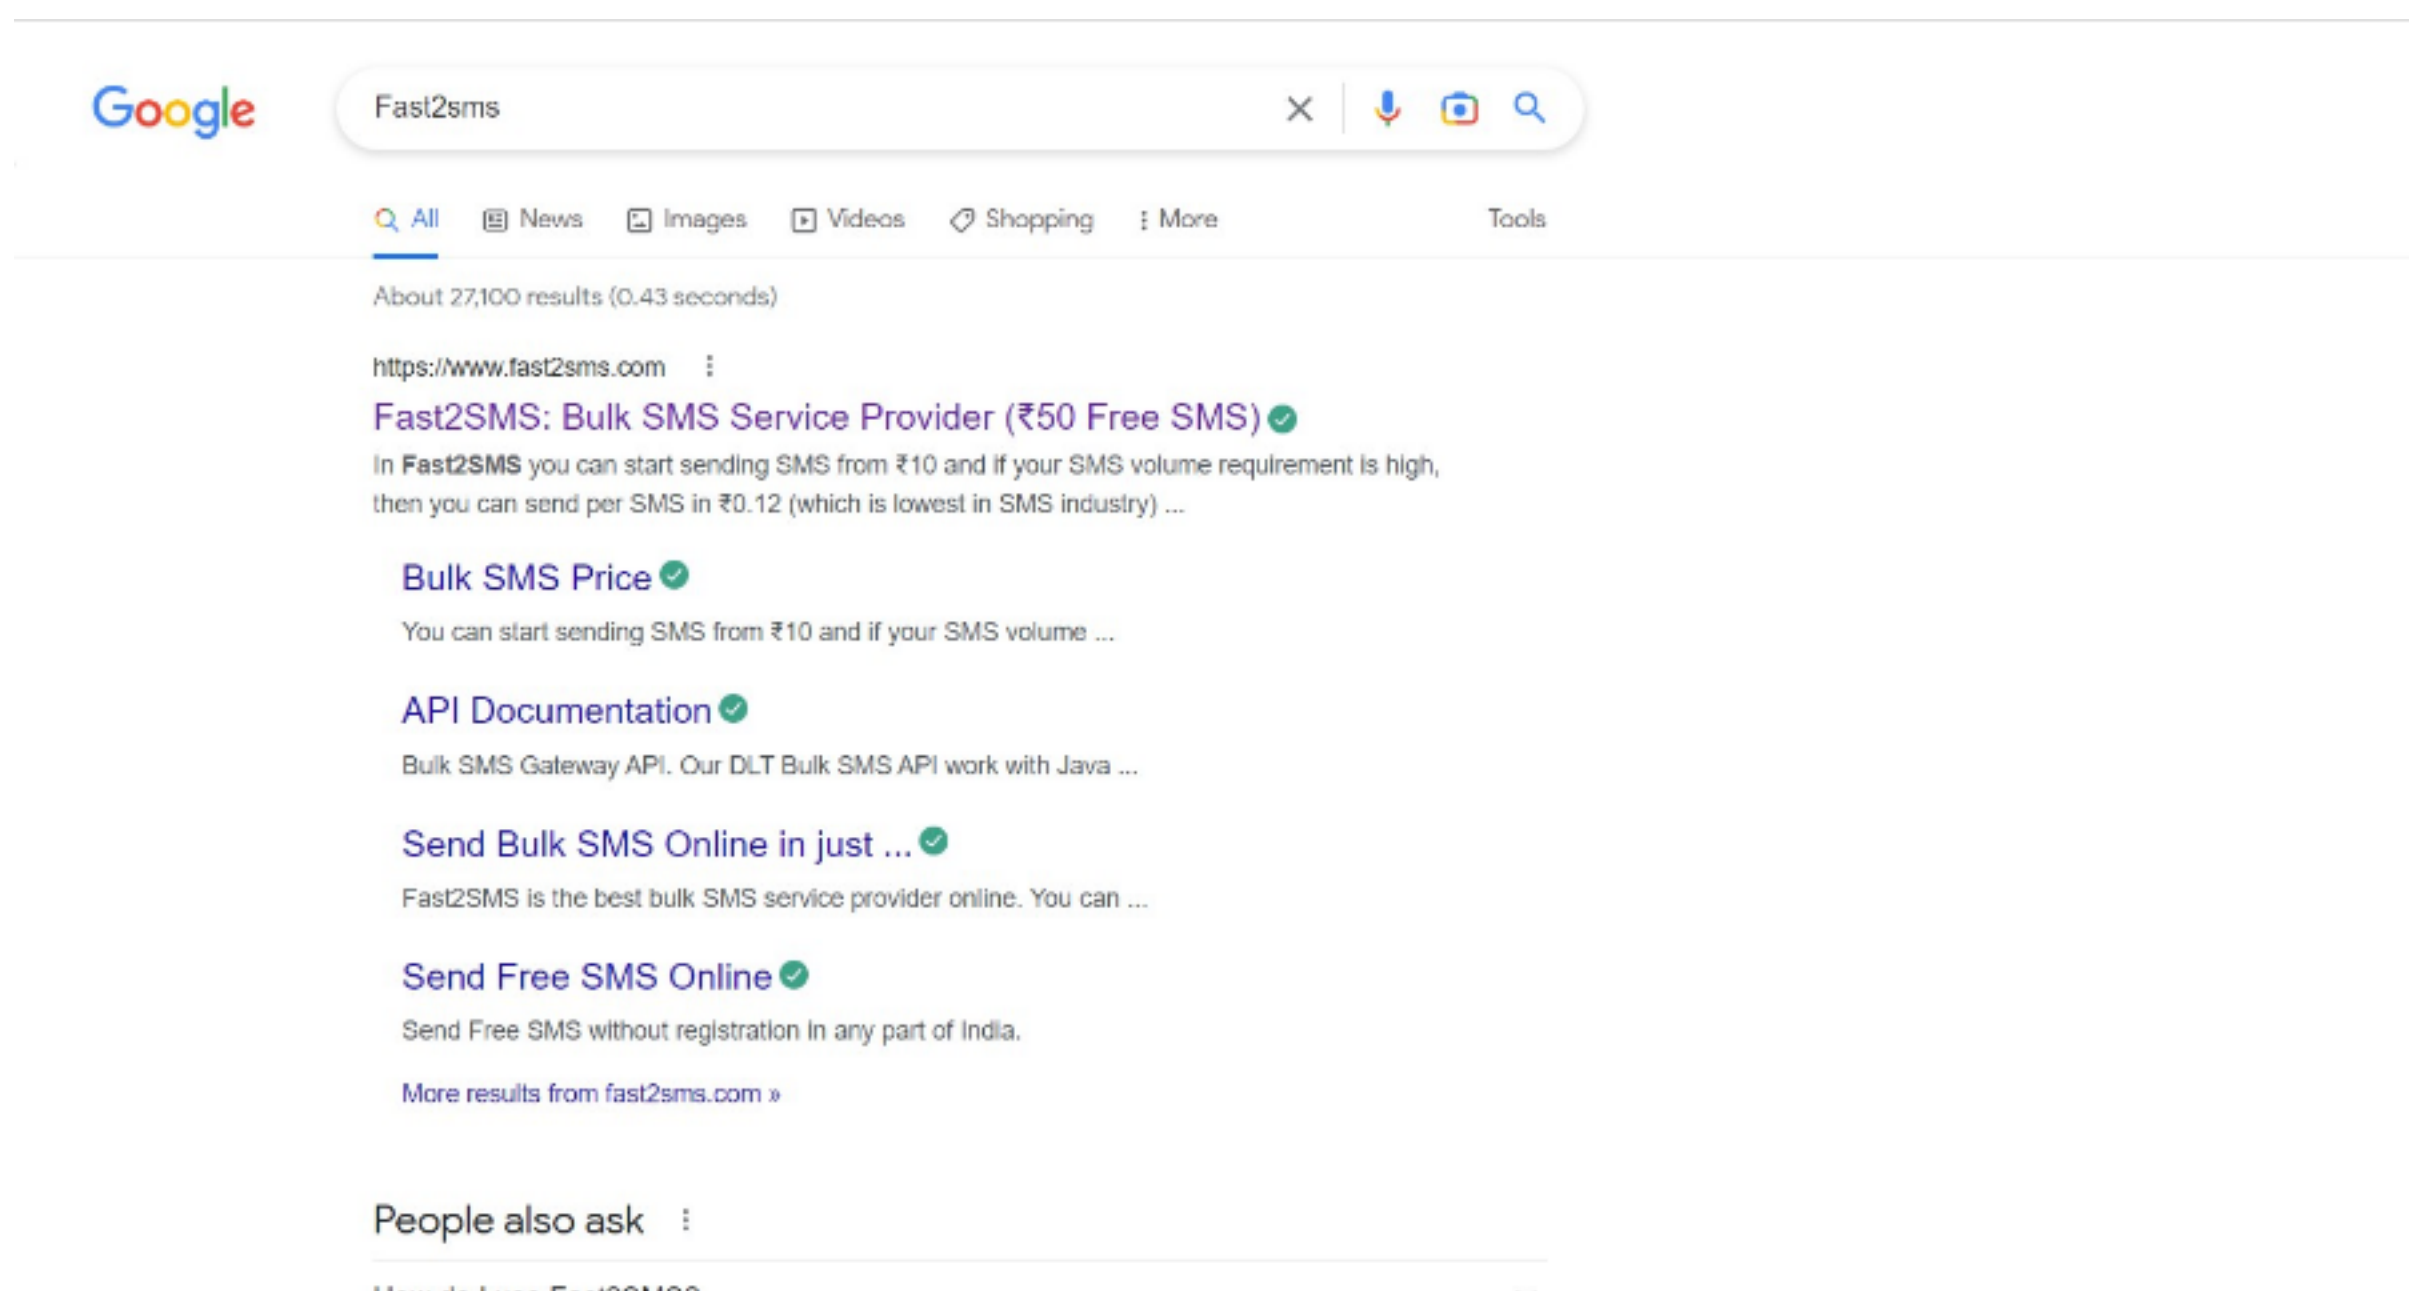 Google
Fast2sms
All News Images Videos Shopping More Tools
About 27,100 results (0.43 seconds)
https://www.fast2sms.com
Fast2SMS: Bulk SMS Service Provider (₹50 Free SMS)
In Fast2SMS you can start sending SMS from ₹10 and if your SMS volume requirement is high,
then you can send per SMS in ₹0.12 (which is lowest in SMS industry) ...
Bulk SMS Price
You can start sending SMS from ₹10 and if your SMS volume ...
API Documentation
Bulk SMS Gateway API. Our DLT Bulk SMS API work with Java ...
Send Bulk SMS Online in just ...
Fast2SMS is the best bulk SMS service provider online. You can ...
Send Free SMS Online
Send Free SMS without registration in any part of India.
More results from fast2sms.com »
People also ask